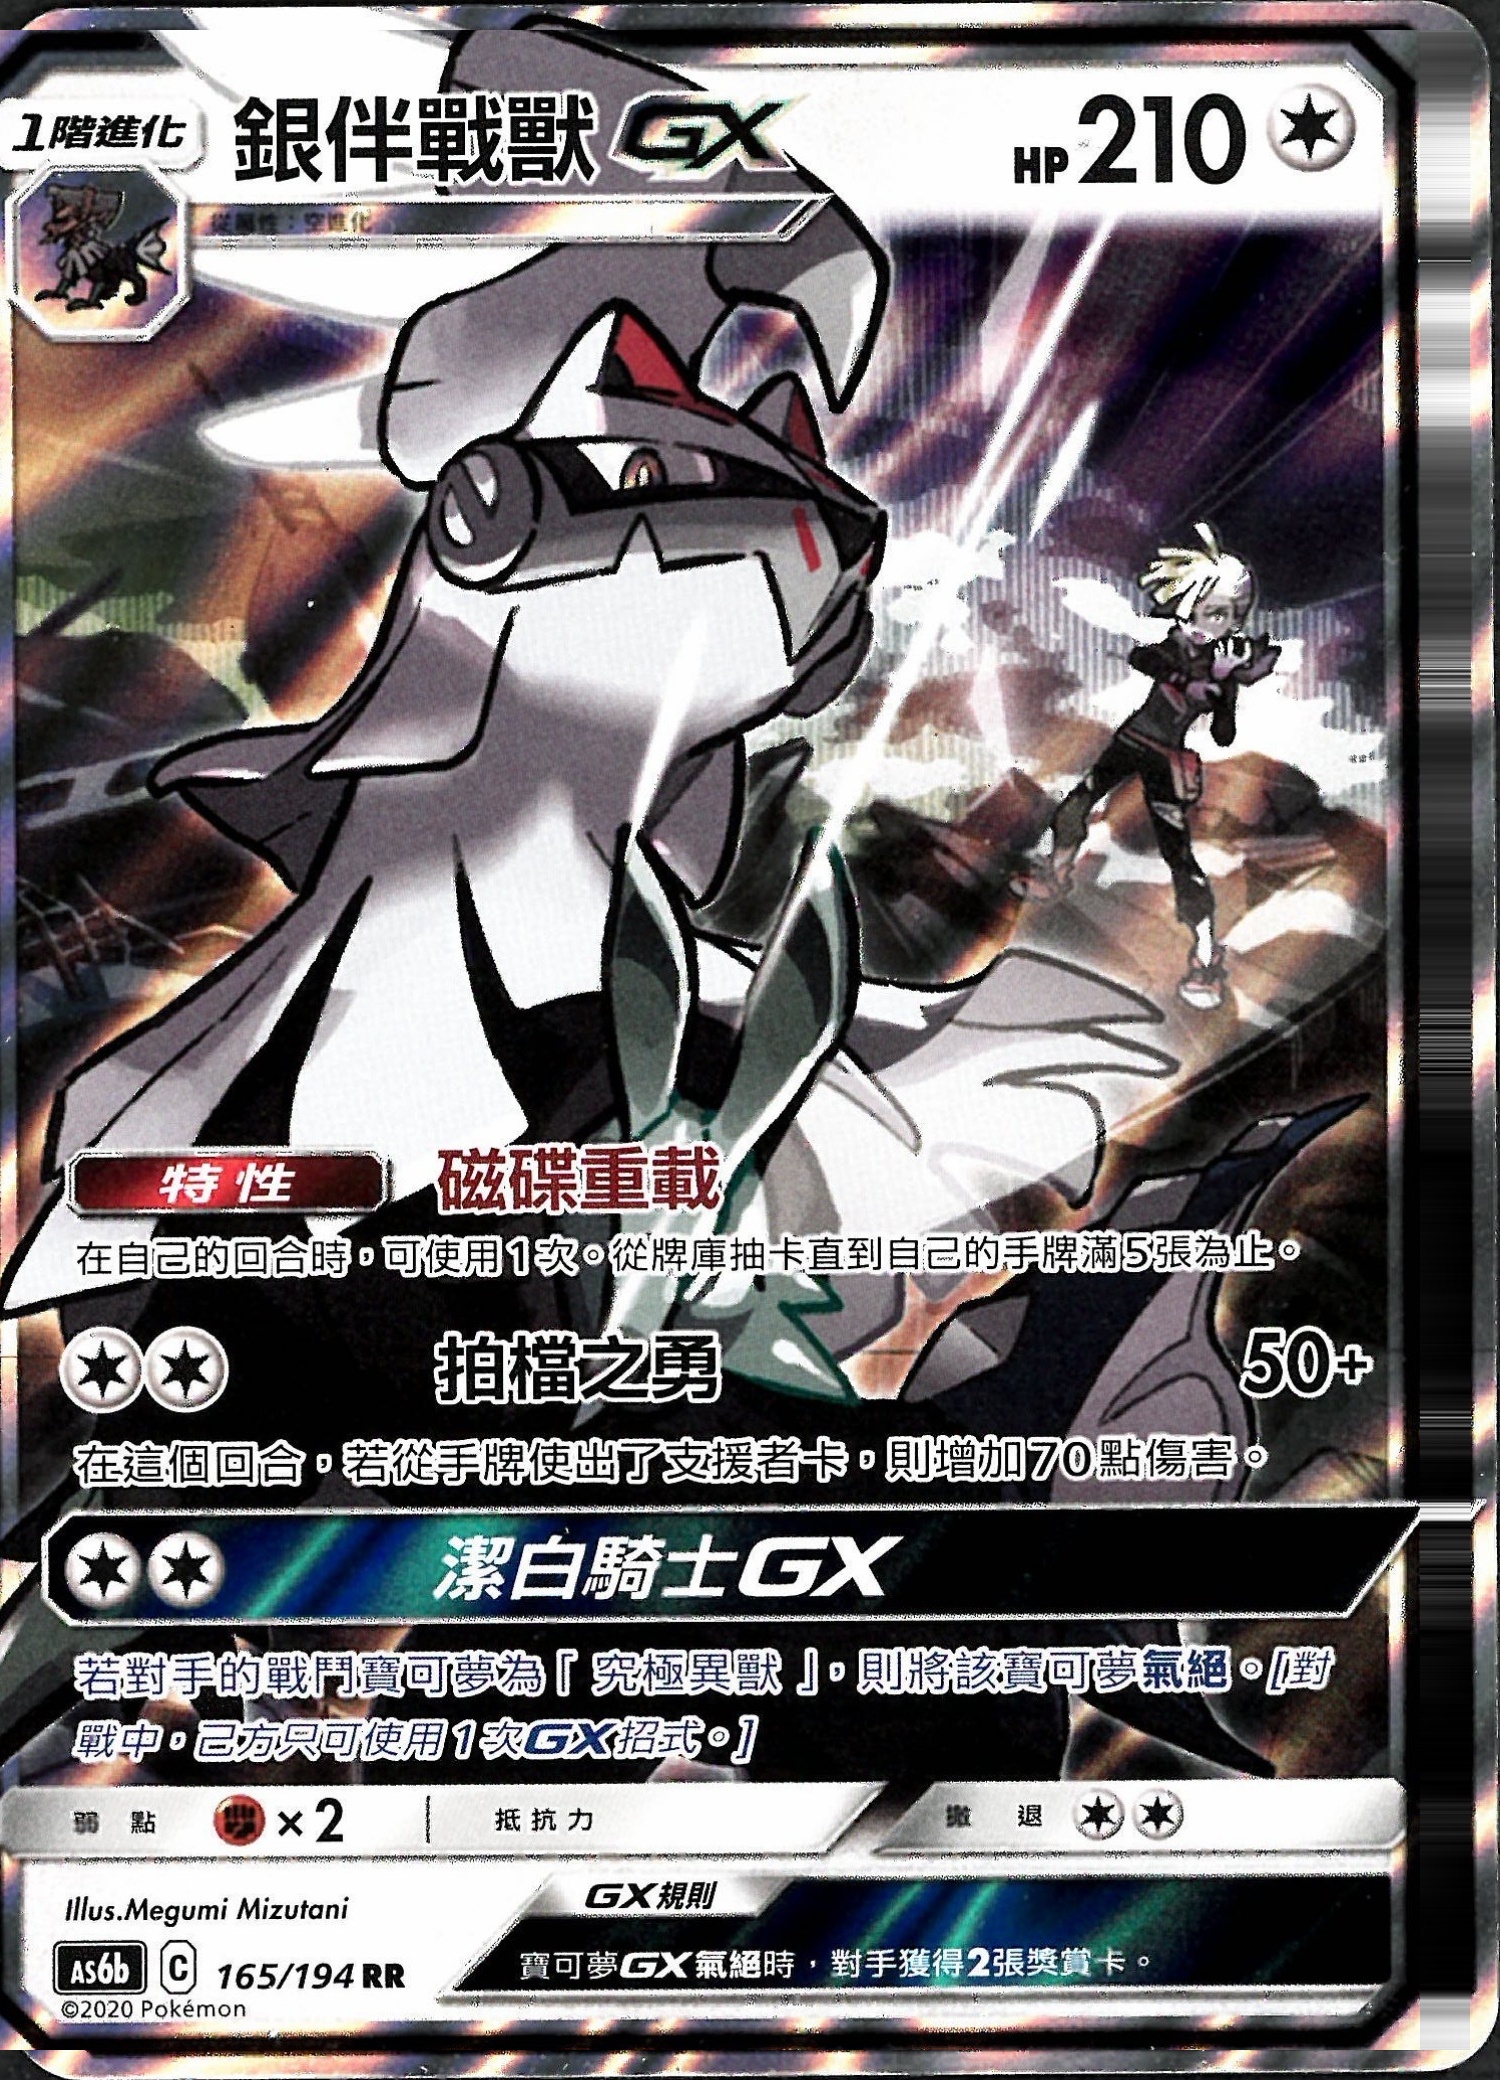 1階進化
銀伴戰獸GX
HP210
從屬性：空進化
特性 磁碟重載
在自己的回合時，可使用1次。從牌庫抽卡直到自己的手牌滿5張為止。
拍檔之勇 50+
在這個回合，若從手牌使出了支援者卡，則增加70點傷害。
潔白騎士GX
若對手的戰鬥寶可夢為「究極異獸」，則將該寶可夢氣絕。[對
戰中，己方只可使用1次GX招式。]
弱點 ×2 抵抗力 撤退
Illus.Megumi Mizutani
GX規則
寶可夢GX氣絕時，對手獲得2張獎賞卡。
AS6b C 165/194 RR
©2020 Pokémon